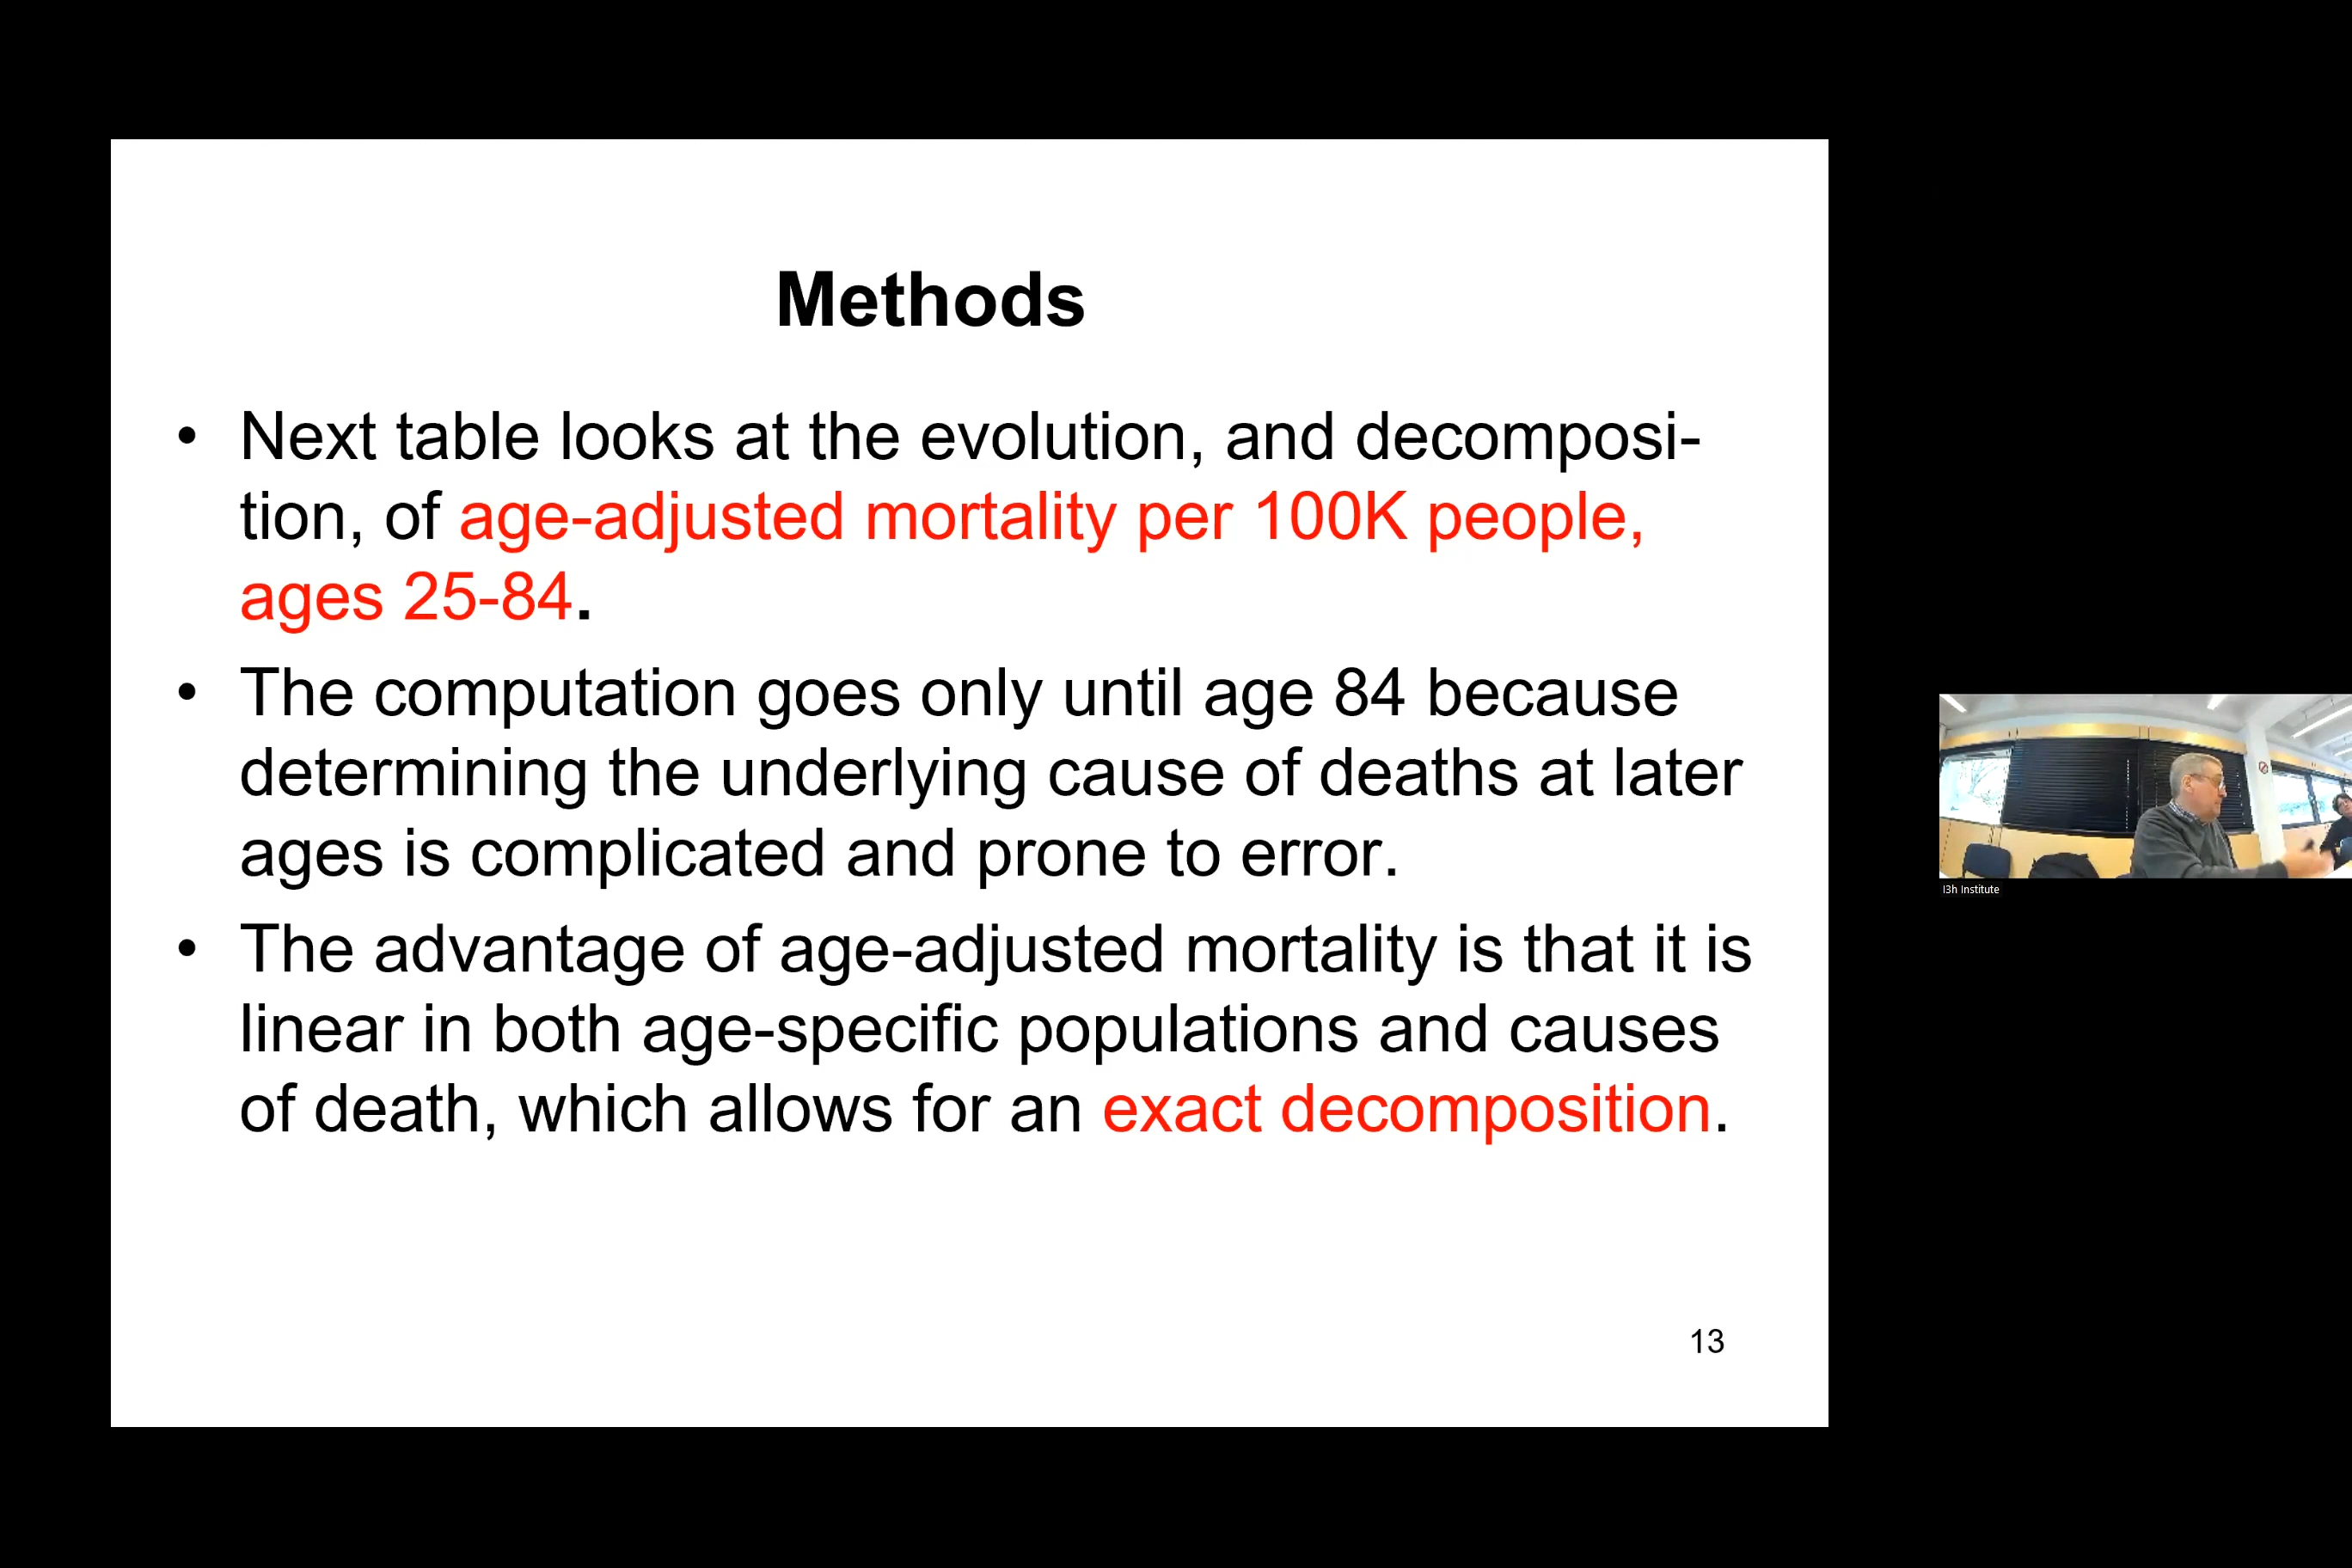 Methods
• Next table looks at the evolution, and decomposi-
tion, of age-adjusted mortality per 100K people,
ages 25-84.
• The computation goes only until age 84 because
determining the underlying cause of deaths at later
ages is complicated and prone to error.
• The advantage of age-adjusted mortality is that it is
linear in both age-specific populations and causes
of death, which allows for an exact decomposition.
13
I3h Institute